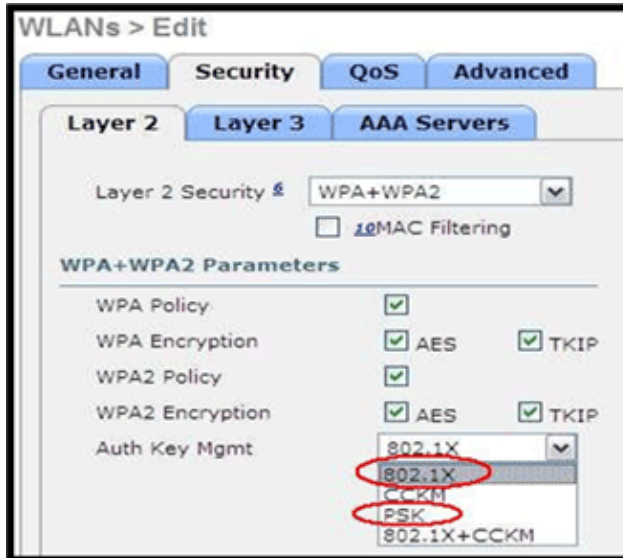 WLANs > Edit
General Security QoS Advanced
Layer 2 Layer 3 AAA Servers
Layer 2 Security 6 WPA+WPA2
10MAC Filtering
WPA+WPA2 Parameters
WPA Policy
WPA Encryption AES TKIP
WPA2 Policy
WPA2 Encryption AES TKIP
Auth Key Mgmt 802.1X
802.1X
CCKM
PSK
802.1X+CCKM